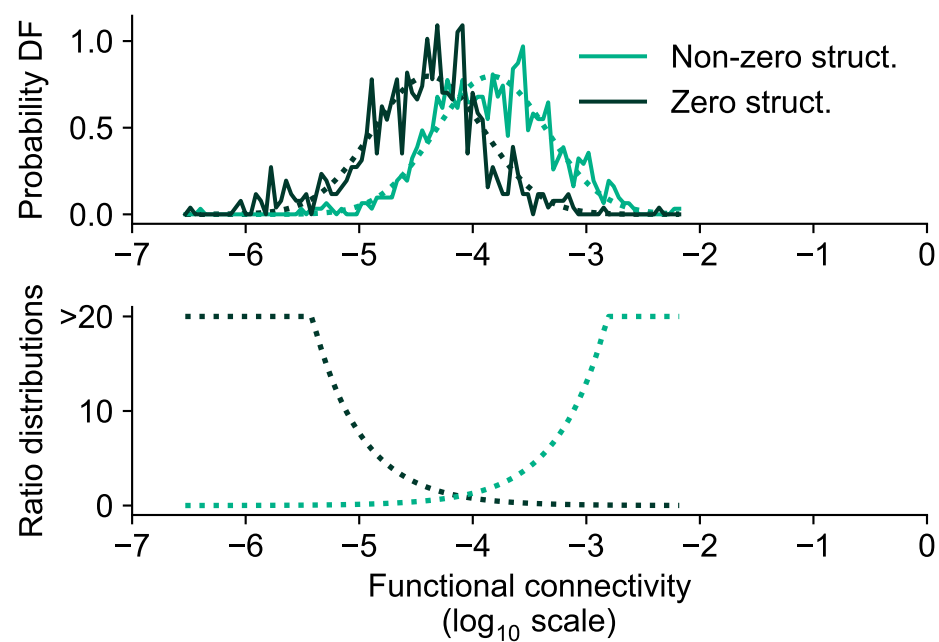 Probability DF
1.0
0.5
0.0
Non-zero struct.
Zero struct.
−7 −6 −5 −4 −3 −2 −1 0
Ratio distributions
>20
10
0
−7 −6 −5 −4 −3 −2 −1 0
Functional connectivity
(log₁₀ scale)